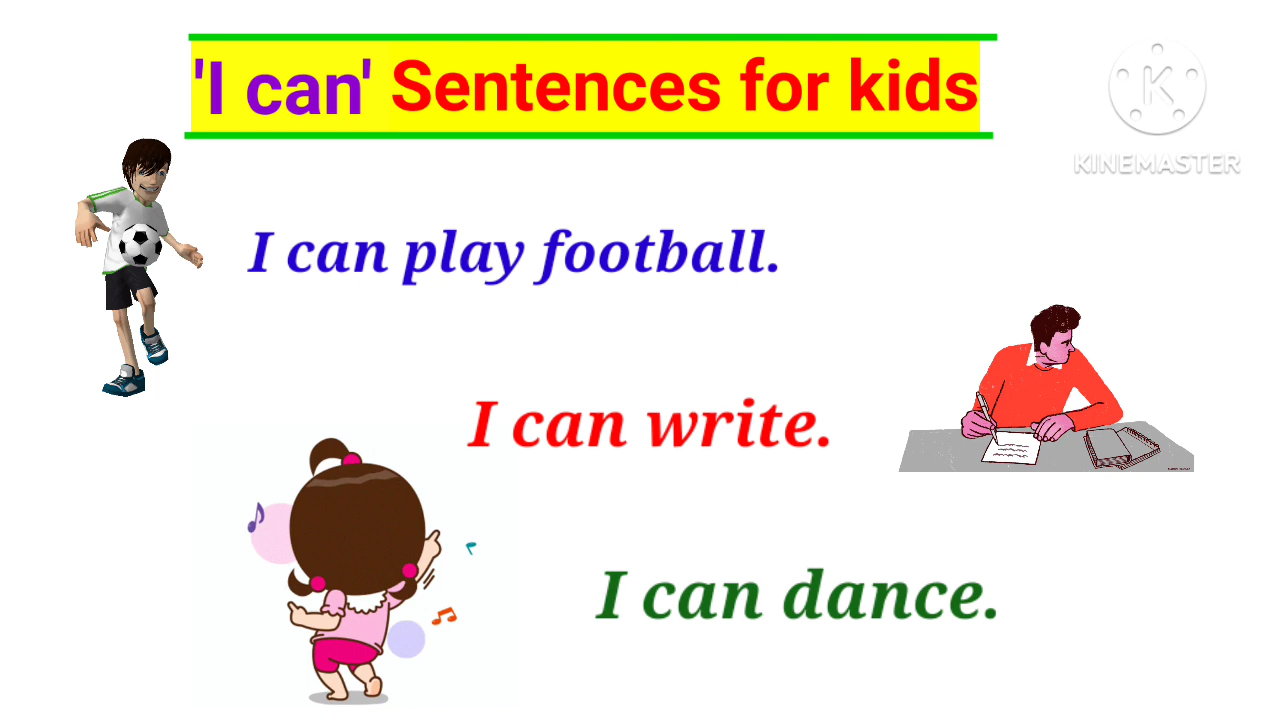 'I can' Sentences for kids
K
KINEMASTER
I can play football.
I can write.
I can dance.